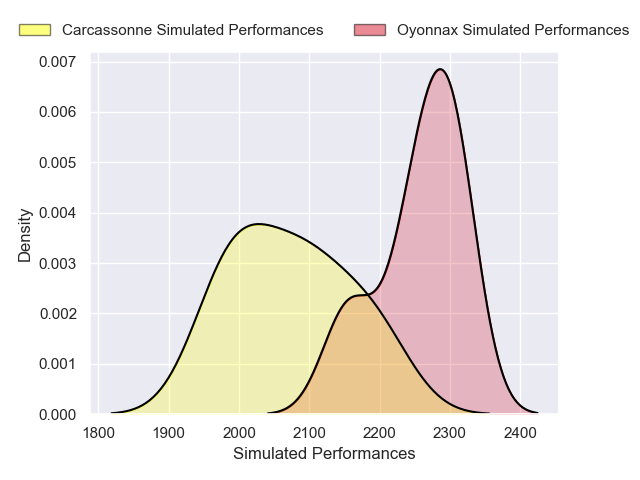 Carcassonne Simulated Performances Oyonnax Simulated Performances
0.007
0.006
0.005
0.004
0.003
0.002
0.001
0.000
Density
1800 1900 2000 2100 2200 2300 2400
Simulated Performances